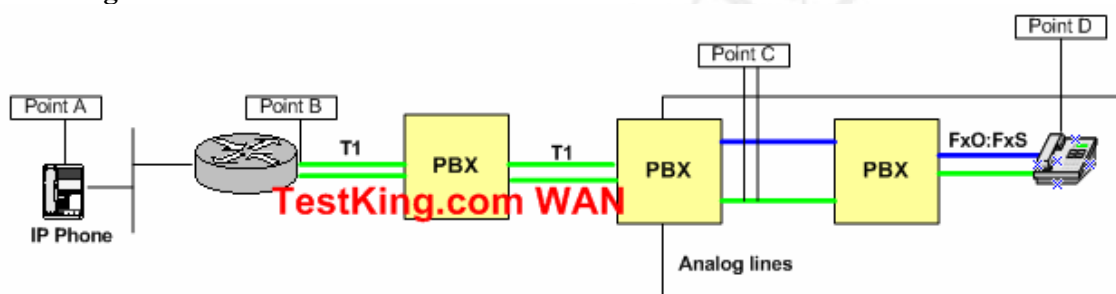 Point D
Point C
Point A
Point B
T1
T1
FxO:FxS
PBX
PBX
PBX
TestKing.com WAN
IP Phone
Analog lines